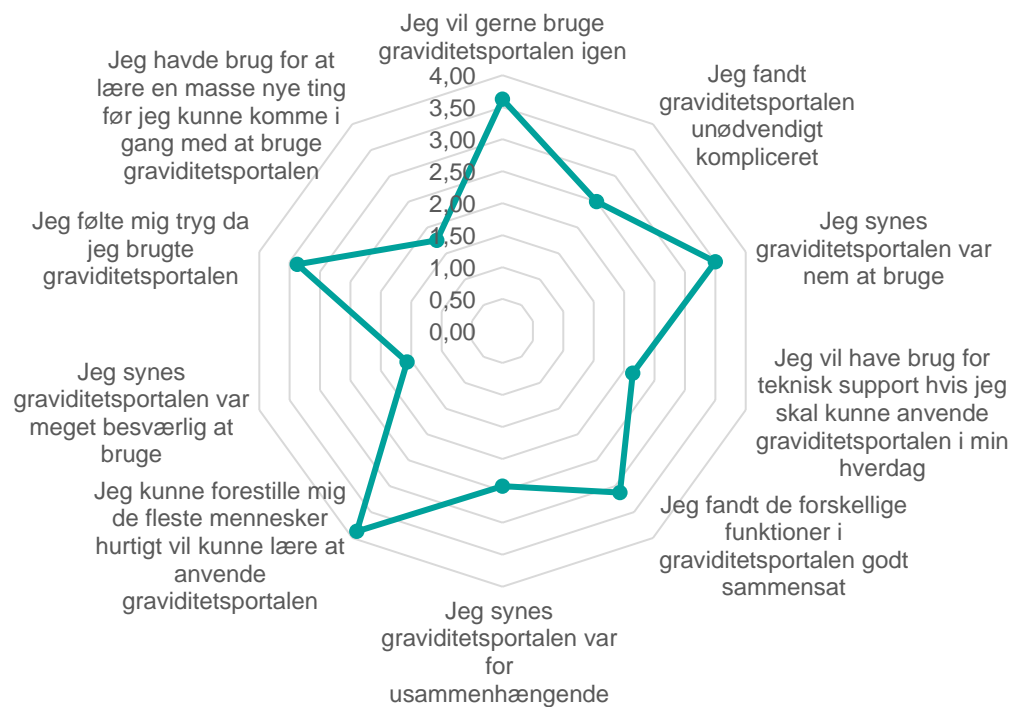 Jeg vil gerne bruge
graviditetsportalen igen
Jeg fandt
graviditetsportalen
unødvendigt
kompliceret
Jeg synes
graviditetsportalen var
nem at bruge
Jeg vil have brug for
teknisk support hvis jeg
skal kunne anvende
graviditetsportalen i min
hverdag
Jeg fandt de forskellige
funktioner i
graviditetsportalen godt
sammensat
Jeg synes
graviditetsportalen var
for
usammenhængende
Jeg kunne forestille mig
de fleste mennesker
hurtigt vil kunne lære at
anvende
graviditetsportalen
Jeg synes
graviditetsportalen var
meget besværlig at
bruge
Jeg følte mig tryg da
jeg brugte
graviditetsportalen
Jeg havde brug for at
lære en masse nye ting
før jeg kunne komme i
gang med at bruge
graviditetsportalen
4,00
3,50
3,00
2,50
2,00
1,50
1,00
0,50
0,00